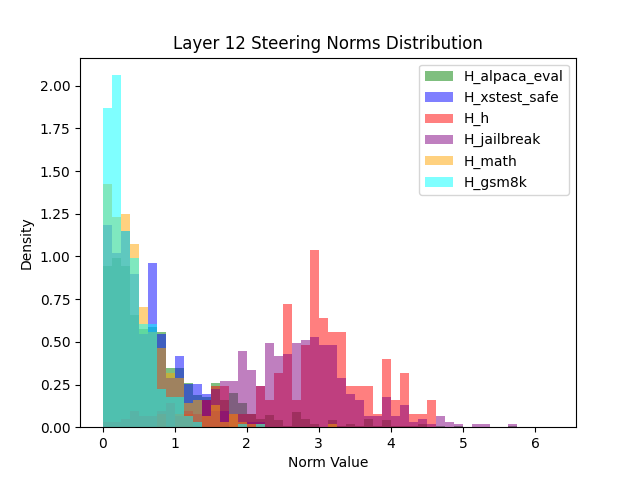 Layer 12 Steering Norms Distribution
H_alpaca_eval
H_xstest_safe
H_h
H_jailbreak
H_math
H_gsm8k
2.00
1.75
1.50
1.25
1.00
0.75
0.50
0.25
0.00
Density
0 1 2 3 4 5 6
Norm Value